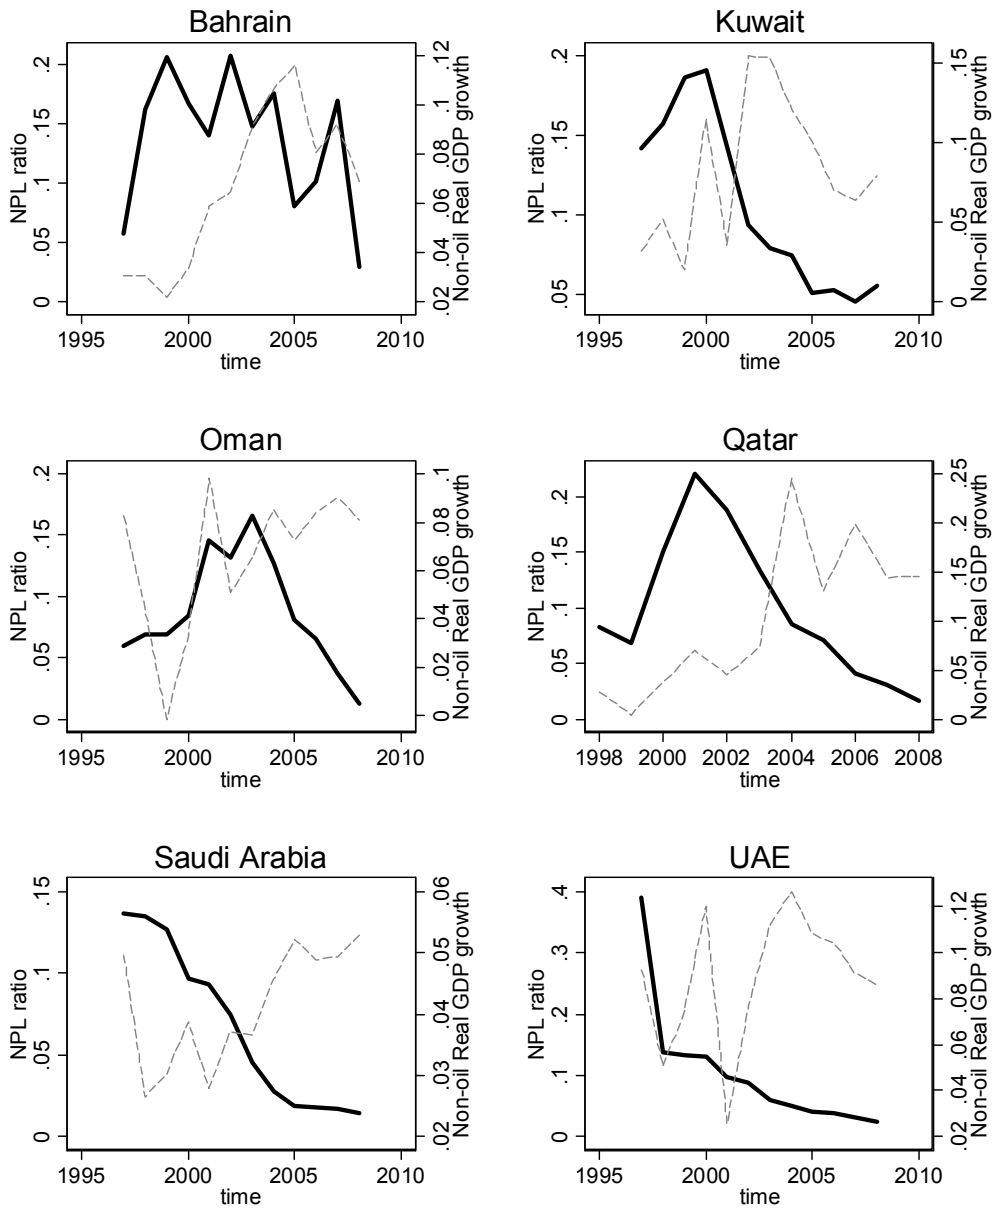 Bahrain
NPL ratio
0 .05 .1 .15 .2
.02 .04 .06 .08 .1 .12
Non-oil Real GDP growth
1995 2000 2005 2010
time
Kuwait
NPL ratio
.05 .1 .15 .2
0 .05 .1 .15
Non-oil Real GDP growth
1995 2000 2005 2010
time
Oman
NPL ratio
0 .05 .1 .15 .2
0 .02 .04 .06 .08 .1
Non-oil Real GDP growth
1995 2000 2005 2010
time
Qatar
NPL ratio
0 .05 .1 .15 .2
0 .05 .1 .15 .2 .25
Non-oil Real GDP growth
1998 2000 2002 2004 2006 2008
time
Saudi Arabia
NPL ratio
0 .05 .1 .15
.02 .03 .04 .05 .06
Non-oil Real GDP growth
1995 2000 2005 2010
time
UAE
NPL ratio
0 .1 .2 .3 .4
.02 .04 .06 .08 .1 .12
Non-oil Real GDP growth
1995 2000 2005 2010
time